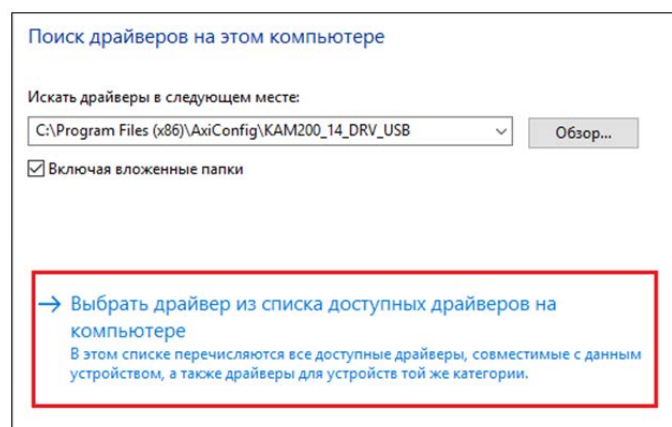 Поиск драйверов на этом компьютере
Искать драйверы в следующем месте:
C:\Program Files (x86)\AxiConfig\KAM200_14_DRV_USB
Обзор...
Включая вложенные папки
Выбрать драйвер из списка доступных драйверов на
компьютере
В этом списке перечисляются все доступные драйверы, совместимые с данным
устройством, а также драйверы для устройств той же категории.